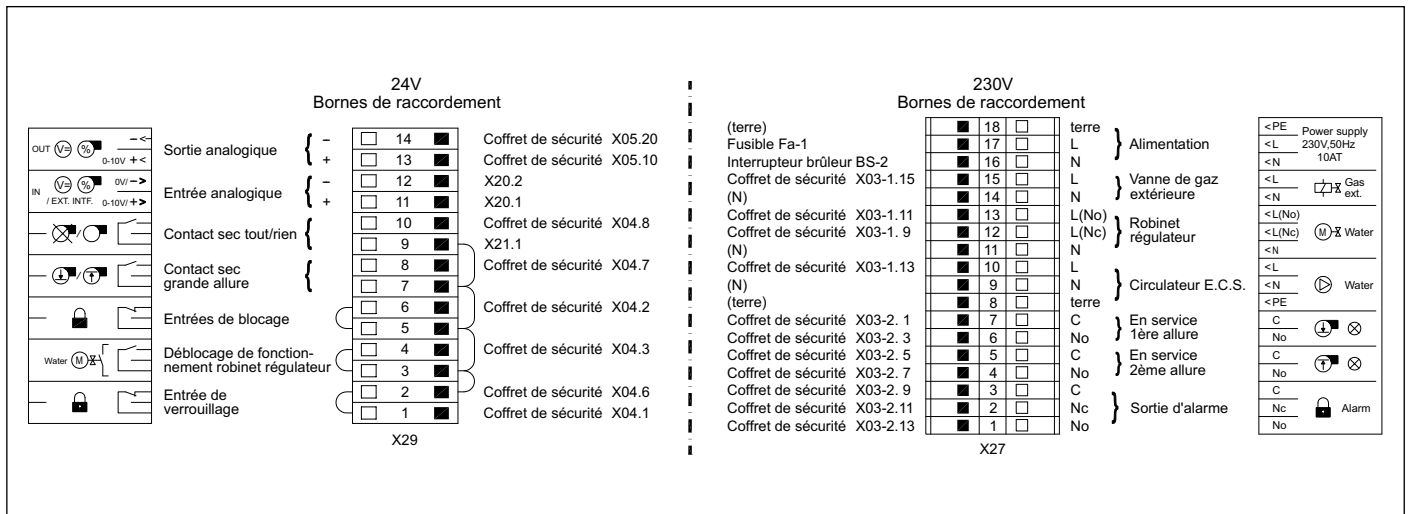 24V
Bornes de raccordement
OUT V= % – <
0-10V + <
IN V= % 0V/ – >
/ EXT. INTF. 0-10V/ + >
/
/
Water M
Sortie analogique { –
+
Entrée analogique { –
+
Contact sec tout/rien {
Contact sec
grande allure {
Entrées de blocage
Déblocage de fonction-
nement robinet régulateur
Entrée de
verrouillage
14 Coffret de sécurité X05.20
13 Coffret de sécurité X05.10
12 X20.2
11 X20.1
10 Coffret de sécurité X04.8
9 X21.1
8 Coffret de sécurité X04.7
7
6 Coffret de sécurité X04.2
5
4 Coffret de sécurité X04.3
3
2 Coffret de sécurité X04.6
1 Coffret de sécurité X04.1
X29
230V
Bornes de raccordement
(terre) 18 terre
Fusible Fa-1 17 L
Interrupteur brûleur BS-2 16 N
Coffret de sécurité X03-1.15 15 L
(N) 14 N
Coffret de sécurité X03-1.11 13 L(No)
Coffret de sécurité X03-1. 9 12 L(Nc)
(N) 11 N
Coffret de sécurité X03-1.13 10 L
(N) 9 N
(terre) 8 terre
Coffret de sécurité X03-2. 1 7 C
Coffret de sécurité X03-2. 3 6 No
Coffret de sécurité X03-2. 5 5 C
Coffret de sécurité X03-2. 7 4 No
Coffret de sécurité X03-2. 9 3 C
Coffret de sécurité X03-2.11 2 Nc
Coffret de sécurité X03-2.13 1 No
X27
} Alimentation
} Vanne de gaz
extérieure
} Robinet
régulateur
} Circulateur E.C.S.
} En service
1ère allure
} En service
2ème allure
} Sortie d'alarme
<PE
<L
<N
Power supply
230V,50Hz
10AT
<L
<N
Gas
ext.
<L(No)
<L(Nc)
<N
M Water
<L
<N
<PE
Water
C
No
C
No
C
Nc
No
Alarm